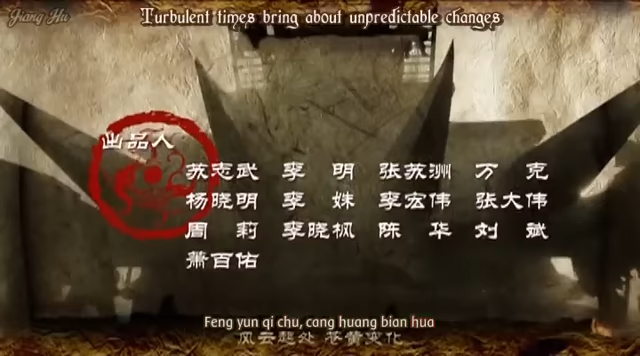 Jiang Hu
Turbulent times bring about unpredictable changes
出品人
苏志武 李 明 张苏洲 万 克
杨晓明 李 姝 李宏伟 张大伟
周 莉 李晓枫 陈 华 刘 斌
萧百佑
Feng yun qi chu, cang huang bian hua
风云起处 苍黄变化